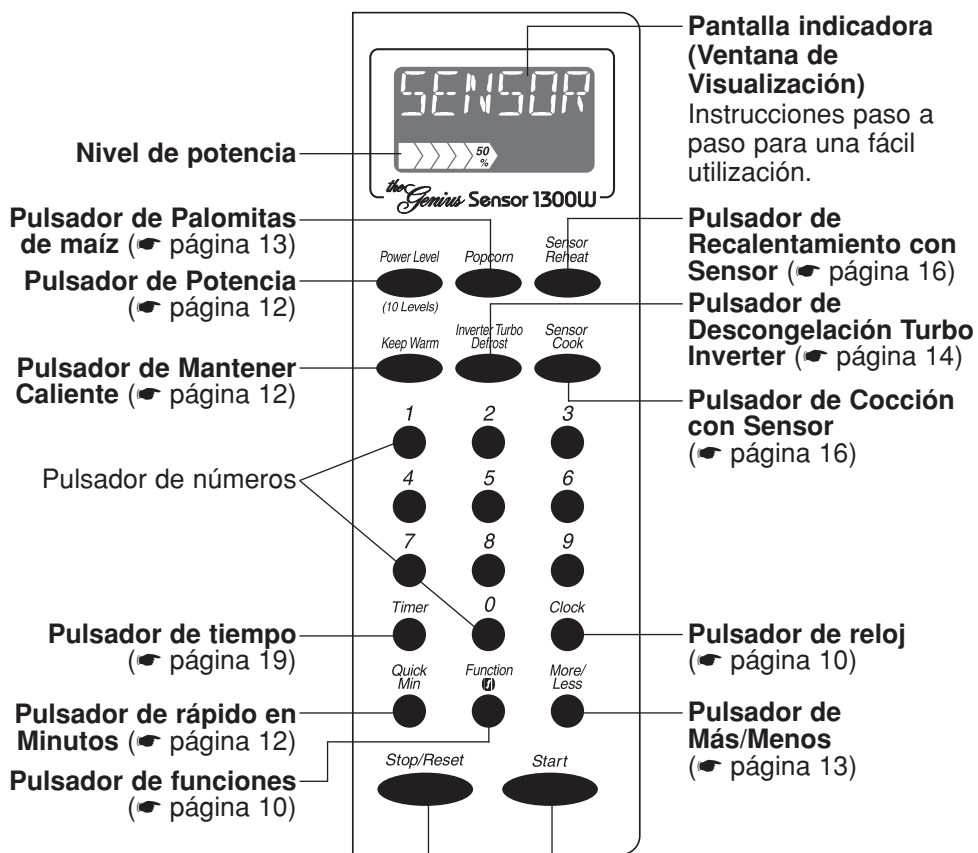 Pantalla indicadora
(Ventana de
Visualización)
Instrucciones paso a
paso para una fácil
utilización.
SENSOR
50
%
Nivel de potencia
the Genius Sensor 1300W
Pulsador de Palomitas
de maíz (☛ página 13)
Pulsador de Potencia
(☛ página 12)
Pulsador de Mantener
Caliente (☛ página 12)
Pulsador de números
Pulsador de tiempo
(☛ página 19)
Pulsador de rápido en
Minutos (☛ página 12)
Pulsador de funciones
(☛ página 10)
Power Level
(10 Levels)
Popcorn
Sensor
Reheat
Keep Warm
Inverter Turbo
Defrost
Sensor
Cook
1 2 3
4 5 6
7 8 9
Timer 0 Clock
Quick
Min
Function
More/
Less
Stop/Reset Start
Pulsador de
Recalentamiento con
Sensor (☛ página 16)
Pulsador de
Descongelación Turbo
Inverter (☛ página 14)
Pulsador de Cocción
con Sensor
(☛ página 16)
Pulsador de reloj
(☛ página 10)
Pulsador de
Más/Menos
(☛ página 13)